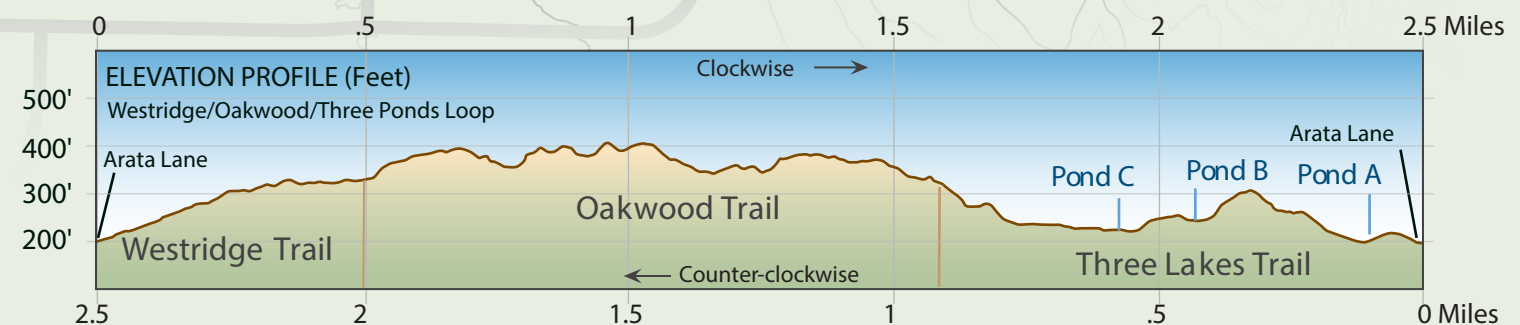 0 .5 1 1.5 2 2.5 Miles
ELEVATION PROFILE (Feet)
Clockwise
Westridge/Oakwood/Three Ponds Loop
500'
400'
300'
200'
Arata Lane
Arata Lane
Pond C
Pond B
Pond A
Westridge Trail
Oakwood Trail
Three Lakes Trail
Counter-clockwise
2.5 2 1.5 1 .5 0 Miles